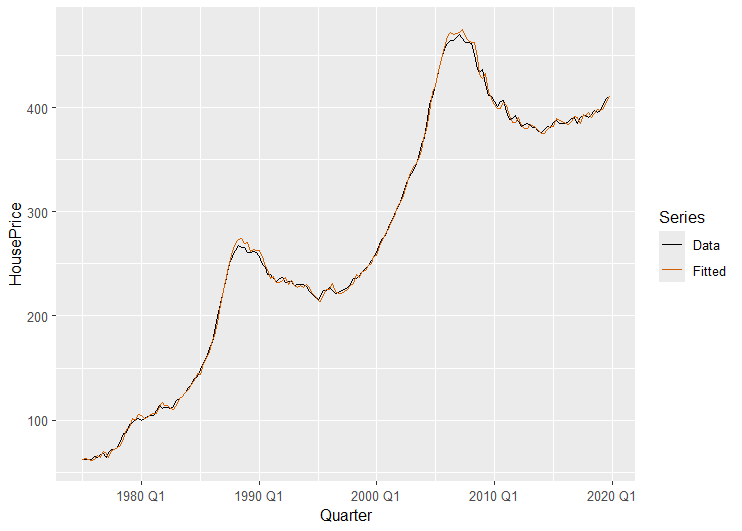 HousePrice
400
300
200
100
1980 Q1
1990 Q1
2000 Q1
2010 Q1
2020 Q1
Quarter
Series
Data
Fitted